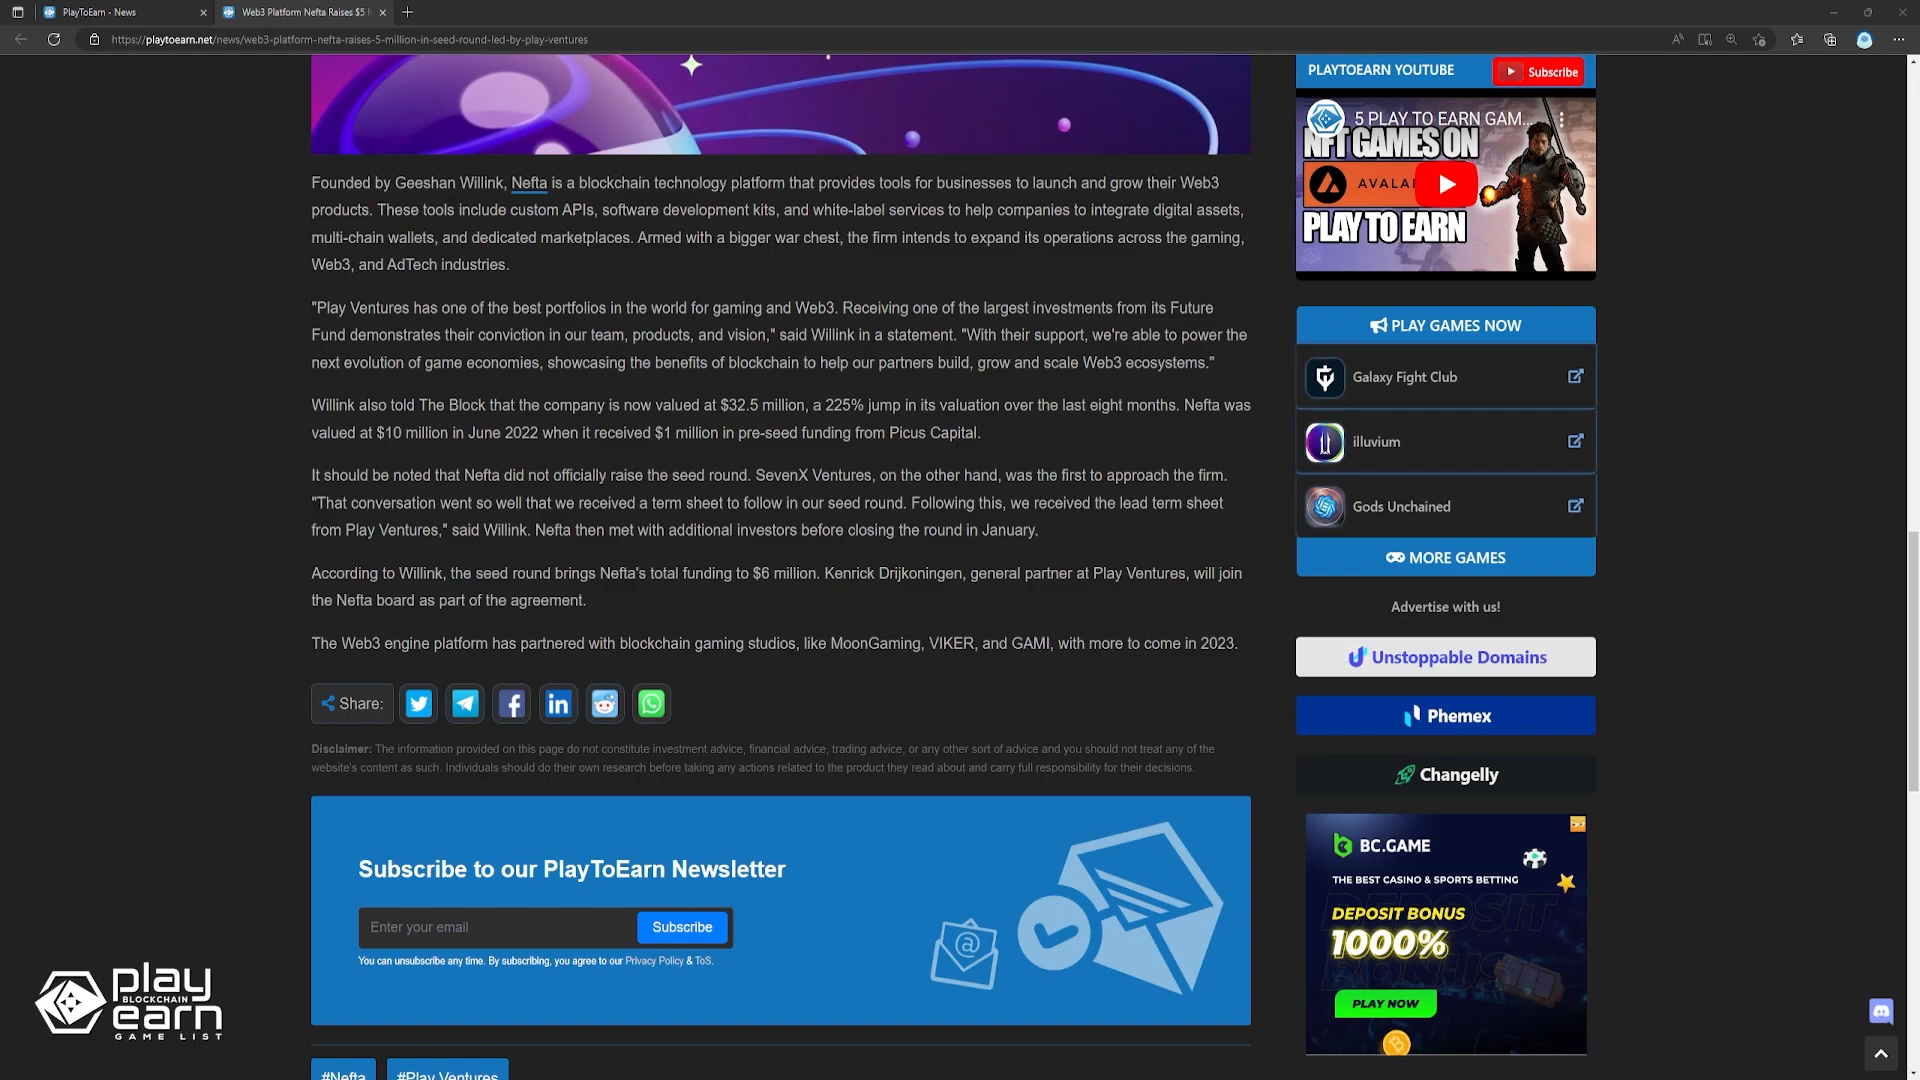 PlayToEarn - News
Web3 Platform Nefta Raises $5
https://playtoearn.net/news/web3-platform-nefta-raises-5-million-in-seed-round-led-by-play-ventures
Founded by Geeshan Willink, Nefta is a blockchain technology platform that provides tools for businesses to launch and grow their Web3
products. These tools include custom APIs, software development kits, and white-label services to help companies to integrate digital assets,
multi-chain wallets, and dedicated marketplaces. Armed with a bigger war chest, the firm intends to expand its operations across the gaming,
Web3, and AdTech industries.
"Play Ventures has one of the best portfolios in the world for gaming and Web3. Receiving one of the largest investments from its Future
Fund demonstrates their conviction in our team, products, and vision," said Willink in a statement. "With their support, we're able to power the
next evolution of game economies, showcasing the benefits of blockchain to help our partners build, grow and scale Web3 ecosystems."
Willink also told The Block that the company is now valued at $32.5 million, a 225% jump in its valuation over the last eight months. Nefta was
valued at $10 million in June 2022 when it received $1 million in pre-seed funding from Picus Capital.
It should be noted that Nefta did not officially raise the seed round. SevenX Ventures, on the other hand, was the first to approach the firm.
"That conversation went so well that we received a term sheet to follow in our seed round. Following this, we received the lead term sheet
from Play Ventures," said Willink. Nefta then met with additional investors before closing the round in January.
According to Willink, the seed round brings Nefta's total funding to $6 million. Kenrick Drijkoningen, general partner at Play Ventures, will join
the Nefta board as part of the agreement.
The Web3 engine platform has partnered with blockchain gaming studios, like MoonGaming, VIKER, and GAMI, with more to come in 2023.
Share:
Disclaimer: The information provided on this page do not constitute investment advice, financial advice, trading advice, or any other sort of advice and you should not treat any of the
website's content as such. Individuals should do their own research before taking any actions related to the product they read about and carry full responsibility for their decisions.
Subscribe to our PlayToEarn Newsletter
Enter your email
Subscribe
You can unsubscribe any time. By subscribing, you agree to our Privacy Policy & ToS.
#Nefta
#Play Ventures
PLAYTOEARN YOUTUBE
Subscribe
5 PLAY TO EARN GAM...
NFT GAMES ON
AVALA
PLAY TO EARN
PLAY GAMES NOW
Galaxy Fight Club
illuvium
Gods Unchained
MORE GAMES
Advertise with us!
Unstoppable Domains
Phemex
Changelly
BC.GAME
THE BEST CASINO & SPORTS BETTING
DEPOSIT BONUS
1000%
PLAY NOW
play
BLOCKCHAIN
earn
GAME LIST